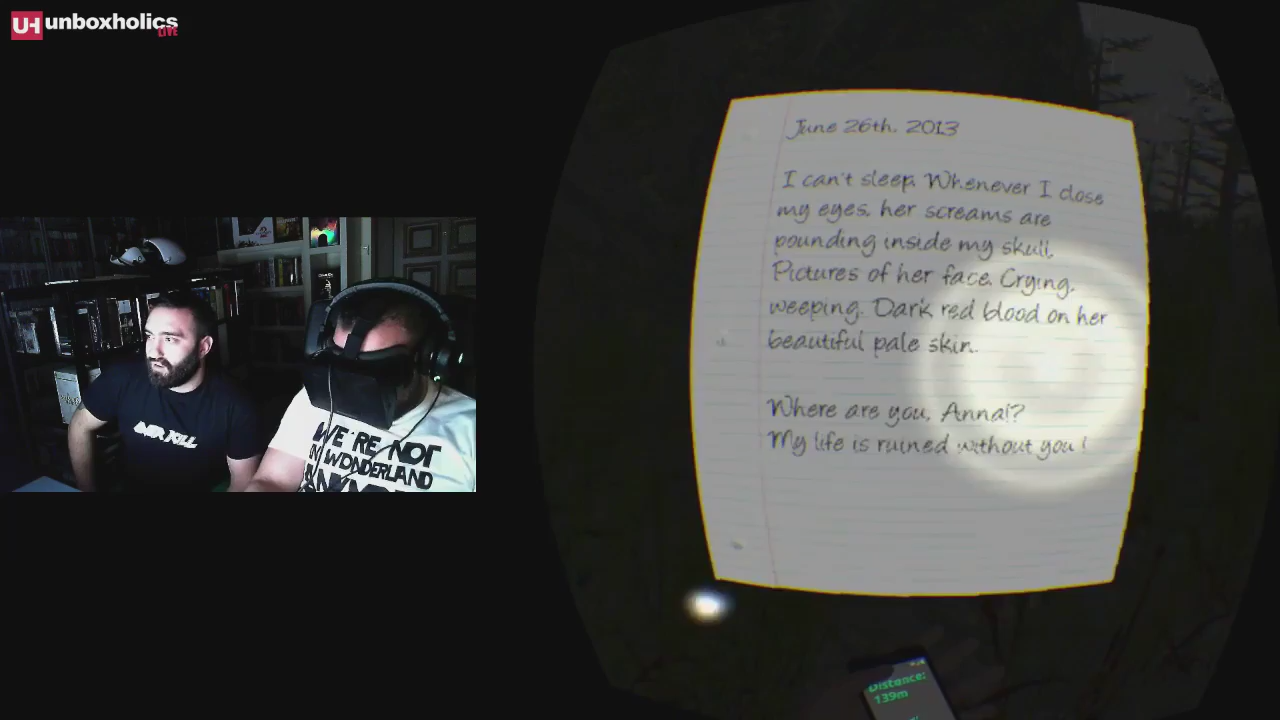 UH unboxholics
LIVE
June 26th, 2013
I can't sleep. Whenever I close
my eyes, her screams are
pounding inside my skull.
Pictures of her face. Crying,
weeping. Dark red blood on her
beautiful pale skin.
Where are you, Anna!?
My life is ruined without you!
WE'RE NOT
IN WONDERLAND
Distance:
139m